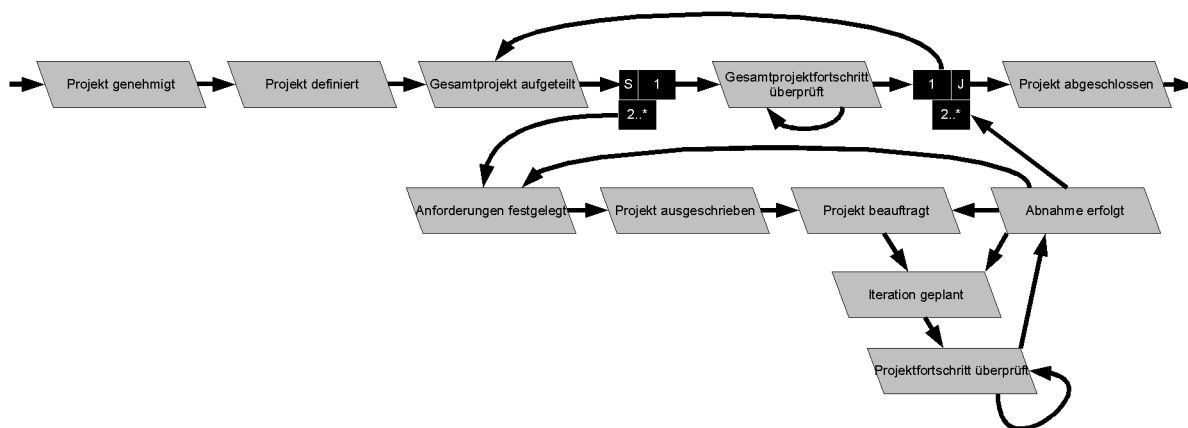 Projekt genehmigt
Projekt definiert
Gesamtprojekt aufgeteilt
S 1
2..*
Gesamtprojektfortschritt
überprüft
1 J
2..*
Projekt abgeschlossen
Anforderungen festgelegt
Projekt ausgeschrieben
Projekt beauftragt
Abnahme erfolgt
Iteration geplant
Projektfortschritt überprüft